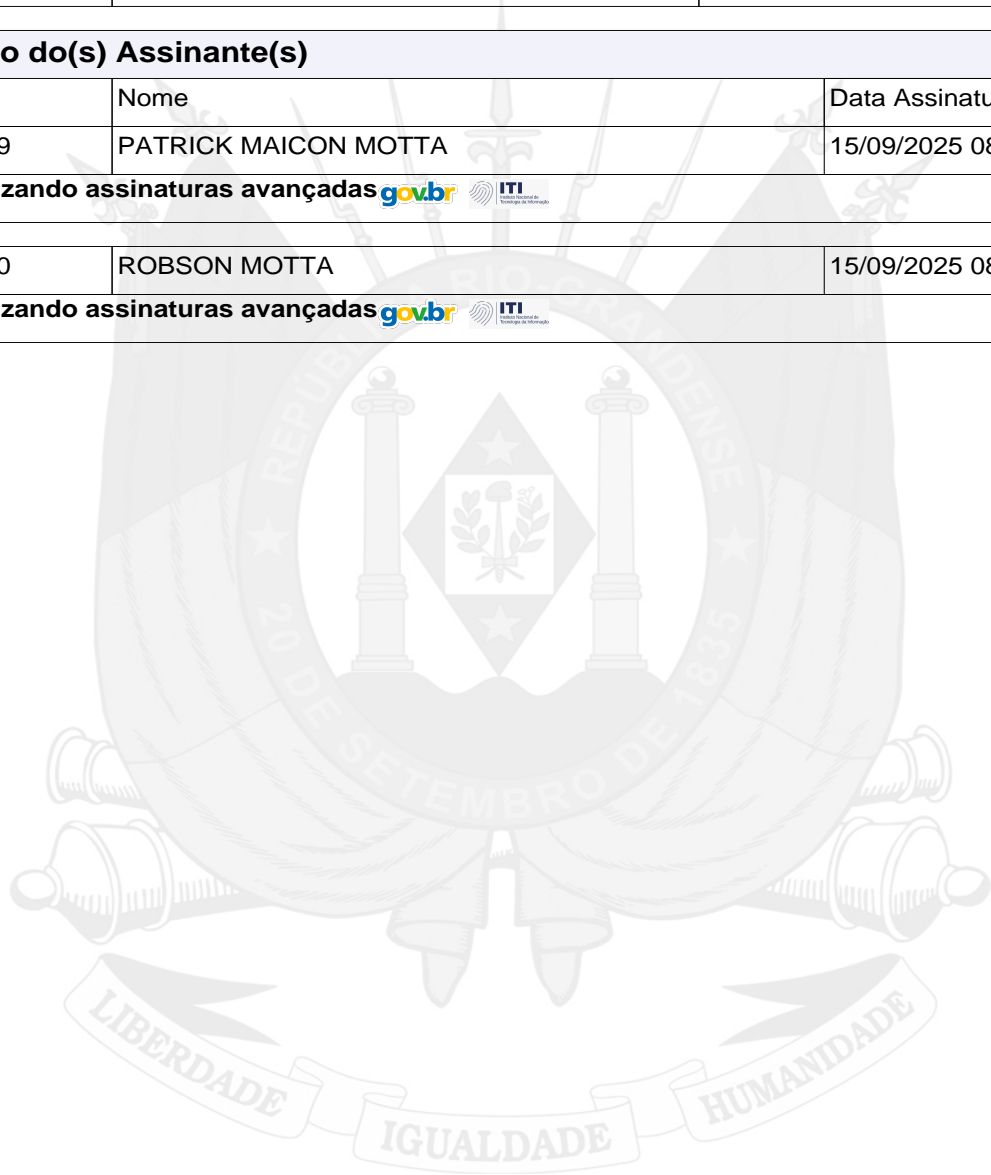 o do(s) Assinante(s)
Nome Data Assinatu
9 PATRICK MAICON MOTTA 15/09/2025 08
zando assinaturas avançadas gov.br ITI
0 ROBSON MOTTA 15/09/2025 08
zando assinaturas avançadas gov.br ITI
REPÚBLICA RIO-GRANDENSE
20 DE SETEMBRO DE 1835
LIBERDADE IGUALDADE HUMANIDADE